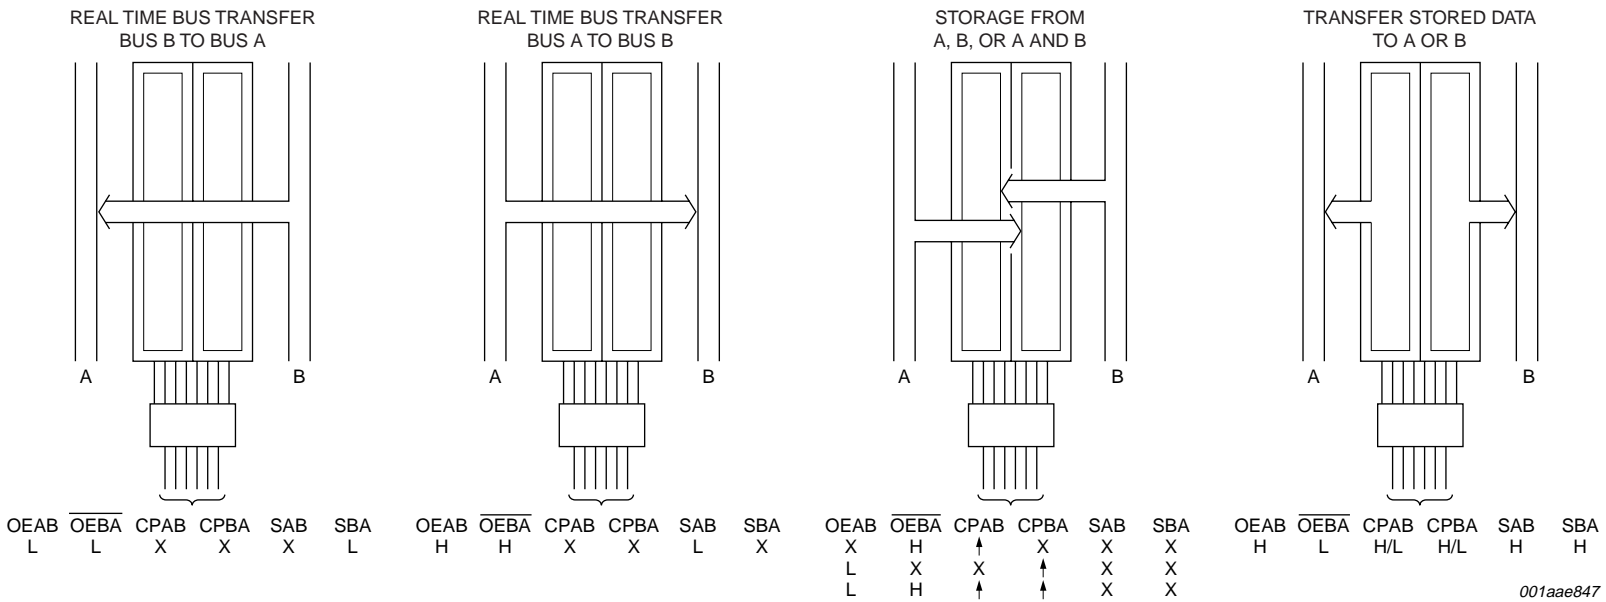 REAL TIME BUS TRANSFER
BUS B TO BUS A
REAL TIME BUS TRANSFER
BUS A TO BUS B
STORAGE FROM
A, B, OR A AND B
TRANSFER STORED DATA
TO A OR B
A B
A B
A B
A B
OEAB OEBA CPAB CPBA SAB SBA
L L X X X L
OEAB OEBA CPAB CPBA SAB SBA
H H X X L X
OEAB OEBA CPAB CPBA SAB SBA
X H ↑ X X X
L X X ↑ X X
L H ↑ ↑ X X
OEAB OEBA CPAB CPBA SAB SBA
H L H/L H/L H H
001aae847